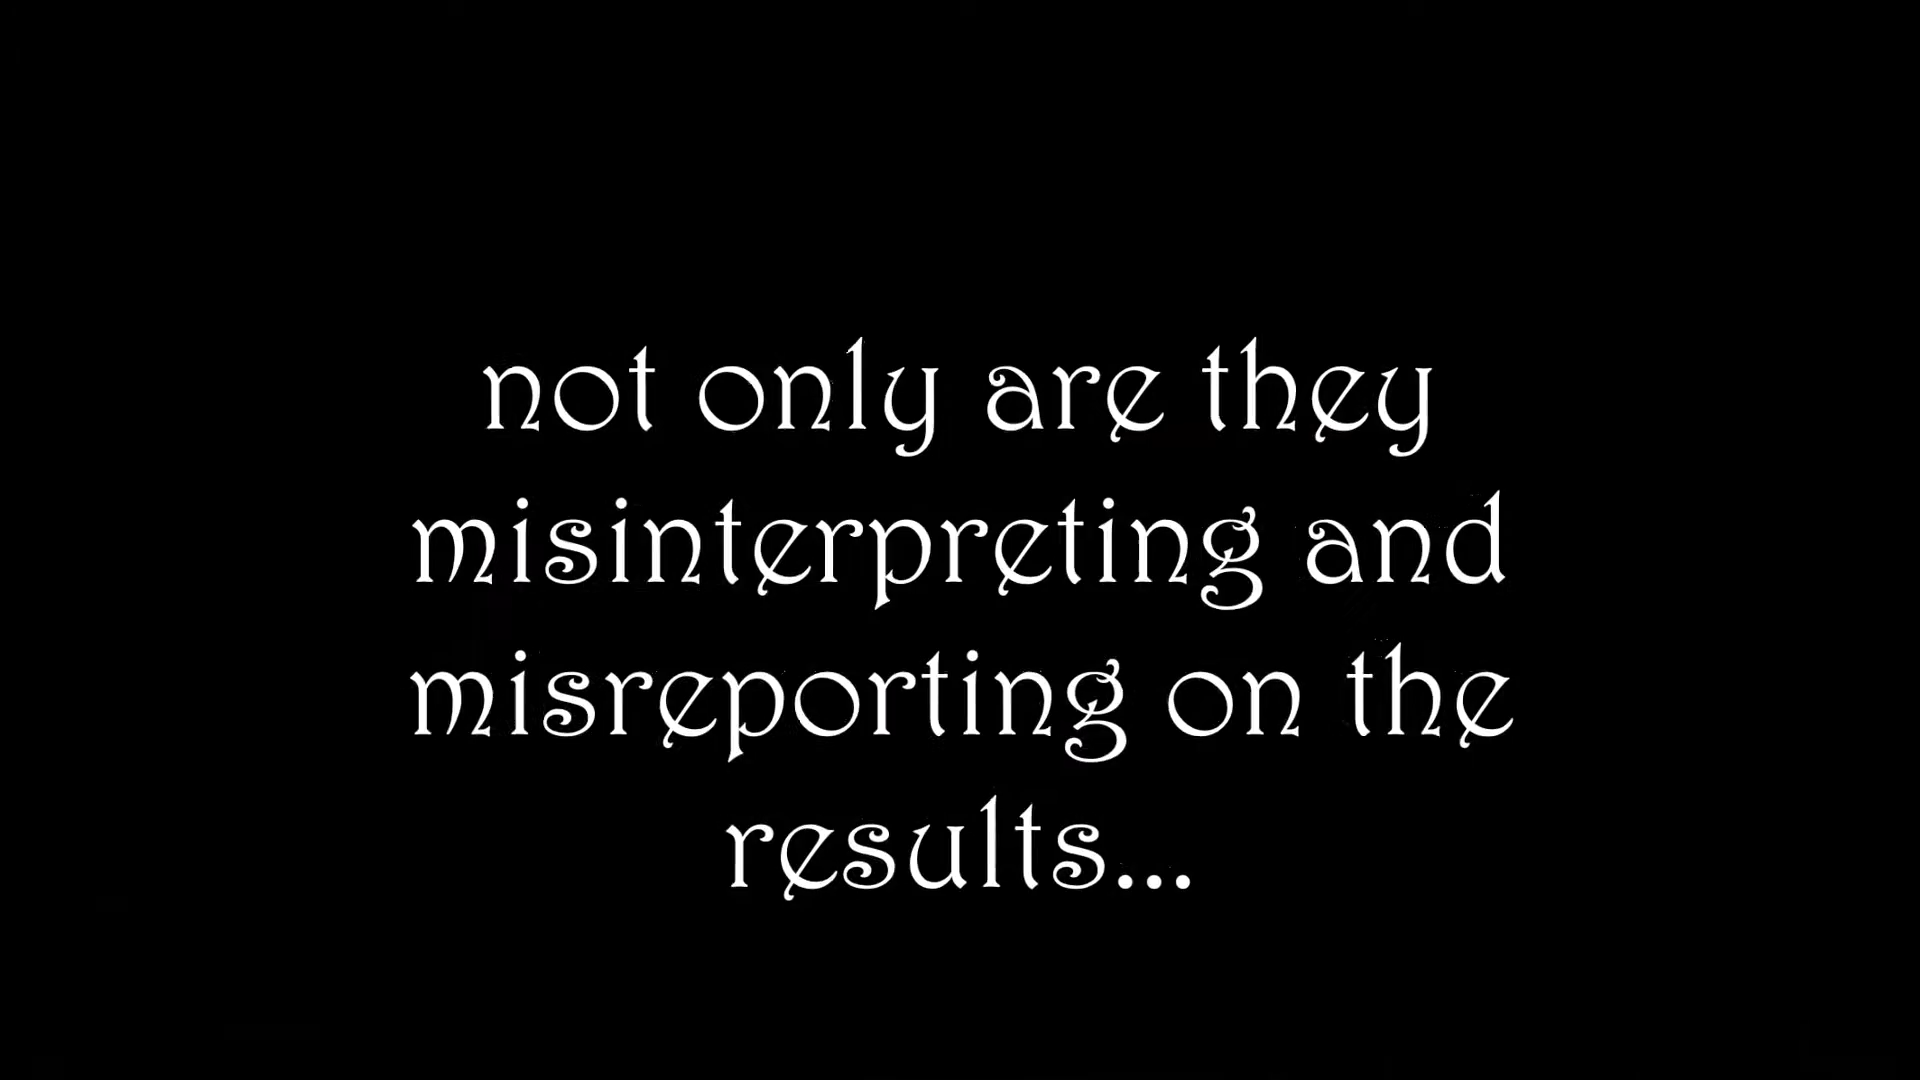 not only are they
misinterpreting and
misreporting on the
results...